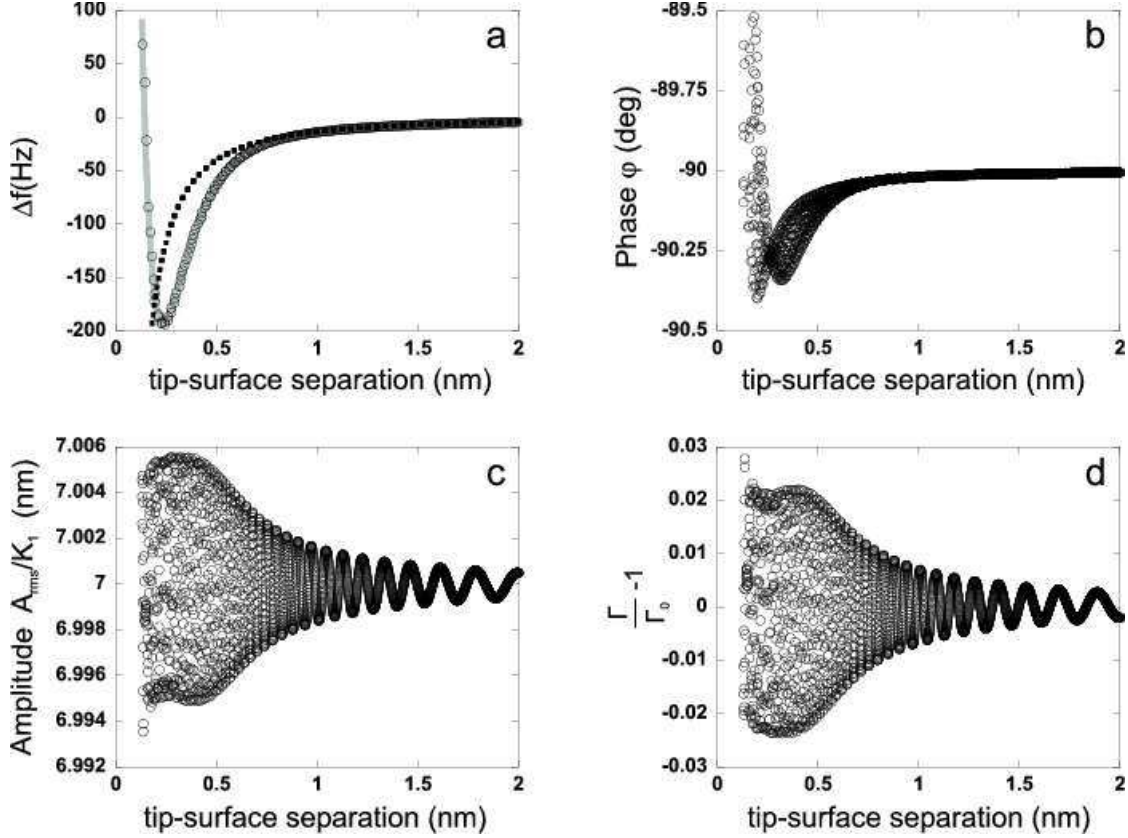 100
50
0
-50
-100
-150
-200
a
Δf(Hz)
0 0.5 1 1.5 2
tip-surface separation (nm)
-89.5
-89.75
-90
-90.25
-90.5
b
Phase φ (deg)
0 0.5 1 1.5 2
tip-surface separation (nm)
7.006
7.004
7.002
7
6.998
6.996
6.994
6.992
c
Amplitude A_rms/K_1 (nm)
0 0.5 1 1.5 2
tip-surface separation (nm)
0.03
0.02
0.01
0
-0.01
-0.02
-0.03
d
Γ/Γ_0 -1
0 0.5 1 1.5 2
tip-surface separation (nm)